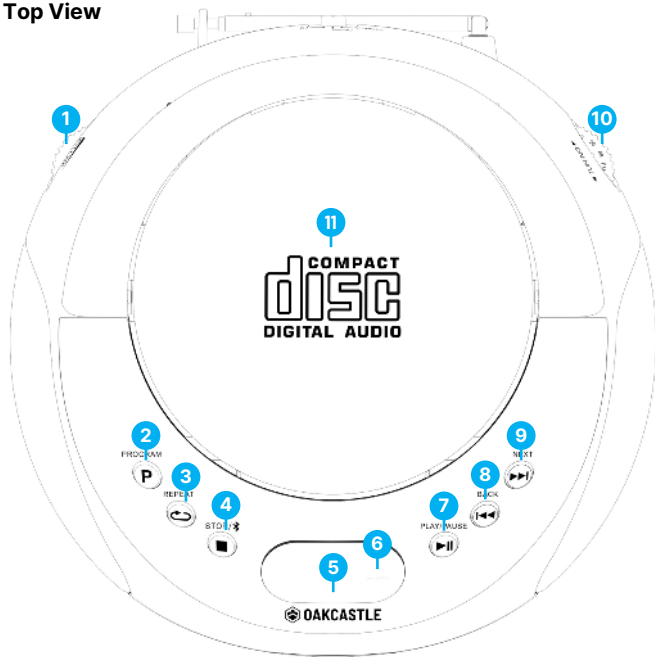 Top View
1
10
11
COMPACT
disc
DIGITAL AUDIO
2
9
PROGRAM
NEXT
P
3
8
REPEAT
BACK
4
7
STOP/
PLAY/PAUSE
6
5
OAKCASTLE